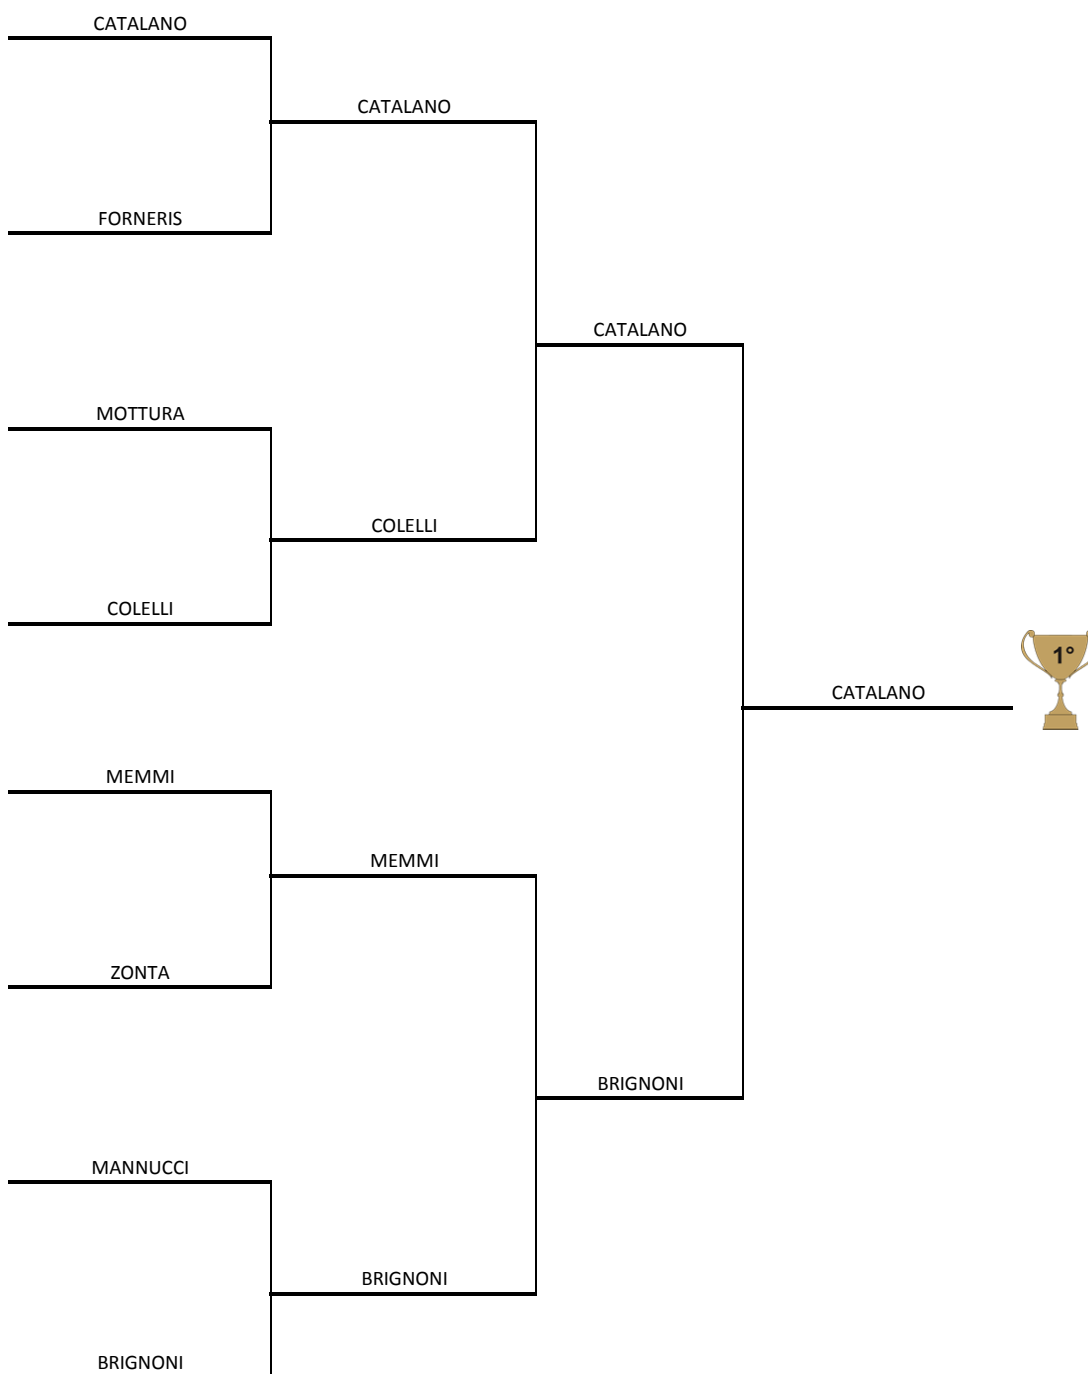 CATALANO
CATALANO
FORNERIS
CATALANO
MOTTURA
COLELLI
COLELLI
1°
CATALANO
MEMMI
MEMMI
ZONTA
BRIGNONI
MANNUCCI
BRIGNONI
BRIGNONI